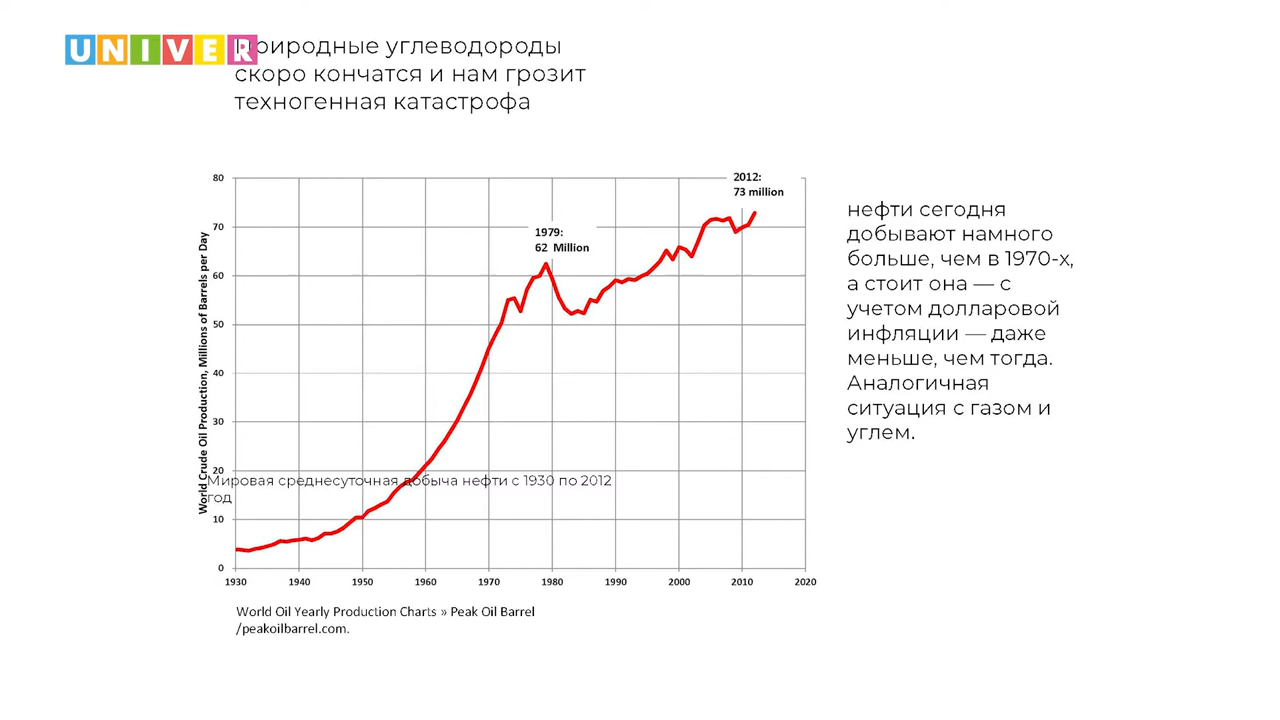 UNIVER
Природные углеводороды
скоро кончатся и нам грозит
техногенная катастрофа
World Crude Oil Production, Millions of Barrels per Day
80
70
60
50
40
30
20
10
0
1979:
62 Million
2012:
73 million
Мировая среднесуточная добыча нефти с 1930 по 2012
год
1930 1940 1950 1960 1970 1980 1990 2000 2010 2020
World Oil Yearly Production Charts » Peak Oil Barrel
/peakoilbarrel.com.
нефти сегодня
добывают намного
больше, чем в 1970-х,
а стоит она — с
учетом долларовой
инфляции — даже
меньше, чем тогда.
Аналогичная
ситуация с газом и
углем.